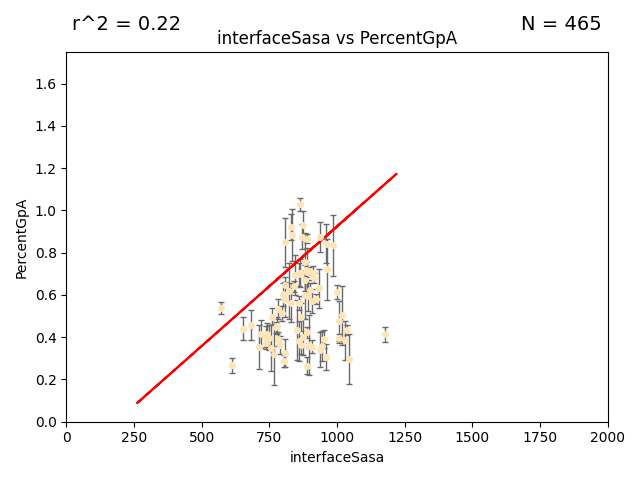 r^2 = 0.22
N = 465
interfaceSasa vs PercentGpA
PercentGpA
1.6
1.4
1.2
1.0
0.8
0.6
0.4
0.2
0.0
0 250 500 750 1000 1250 1500 1750 2000
interfaceSasa